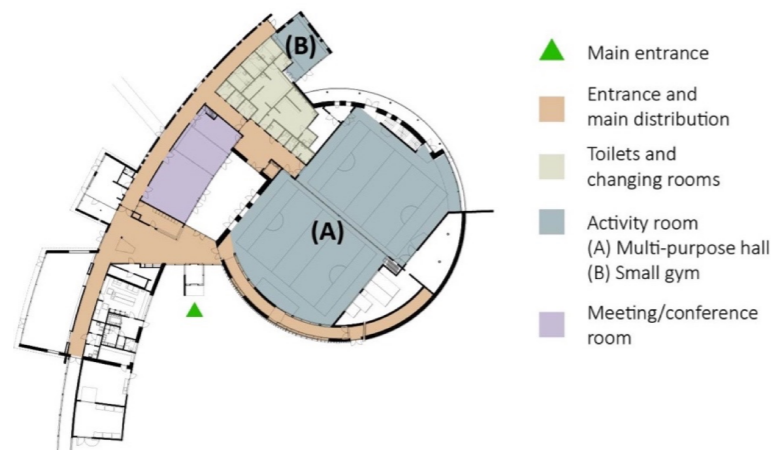 (B)
(A)
Main entrance
Entrance and
main distribution
Toilets and
changing rooms
Activity room
(A) Multi-purpose hall
(B) Small gym
Meeting/conference
room